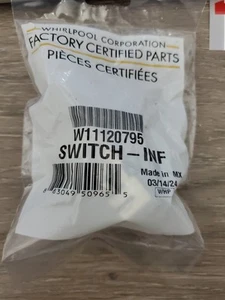 WHIRLPOOL CORPORATION
FACTORY CERTIFIED PARTS
PIÈCES CERTIFIÉES
W11120795
SWITCH-INF
Made in MX
03/14/24
WHP
8 83049 50965 5